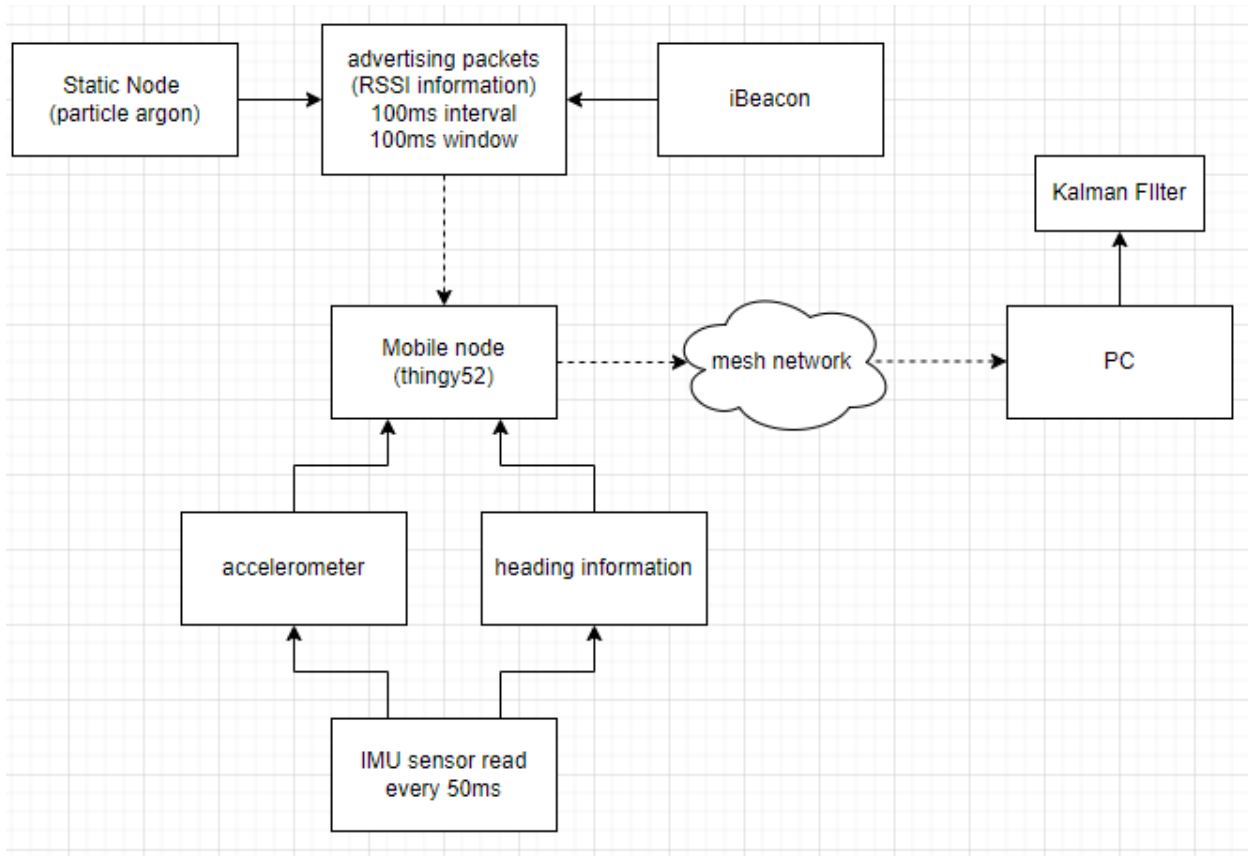 Static Node
(particle argon)
advertising packets
(RSSI information)
100ms interval
100ms window
iBeacon
Kalman FIlter
Mobile node
(thingy52)
mesh network
PC
accelerometer
heading information
IMU sensor read
every 50ms